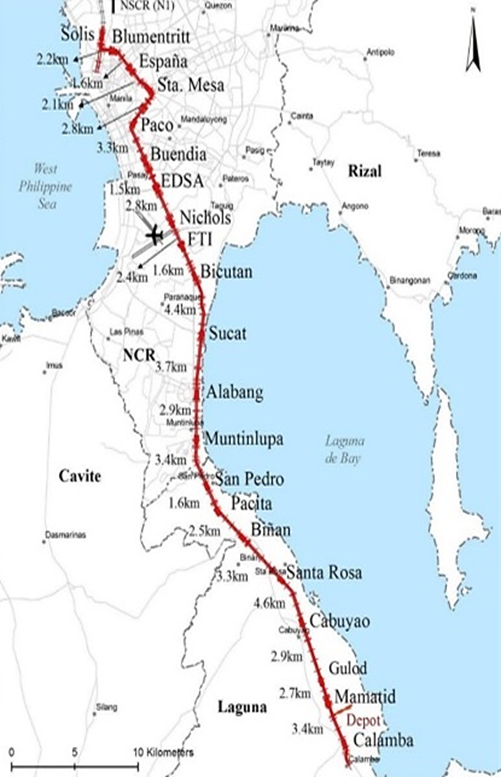 NSCR (N1)
Quezon
N
Solis
Blumentritt
Marikina
2.2km
España
Antipolo
1.6km
Sta. Mesa
2.1km
Manila
2.8km
Paco
Mandaluyong
Cainta
3.3km
Buendia
Pasig
Taytay
Teresa
West
Philippine
Sea
Pasay
EDSA
Pateros
Rizal
1.5km
2.8km
Taguig
Angono
Nichols
Baras
FTI
Morong
2.4km
1.6km
Bicutan
Binangonan
Cardona
Paranaque
4.4km
Bacoor
Kawit
Las Pinas
Sucat
NCR
3.7km
Imus
Alabang
2.9km
Muntinlupa
Muntinlupa
Laguna
de Bay
3.4km
Cavite
San Pedro
San Pedro
1.6km
Pacita
2.5km
Biñan
Dasmarinas
Biñan
3.3km
Sta Rosa
Santa Rosa
4.6km
Cabuyao
Cabuyao
2.9km
Gulod
2.7km
Mamatid
Silang
Laguna
Depot
3.4km
Calamba
Calamba
0 5 10 Kilometers